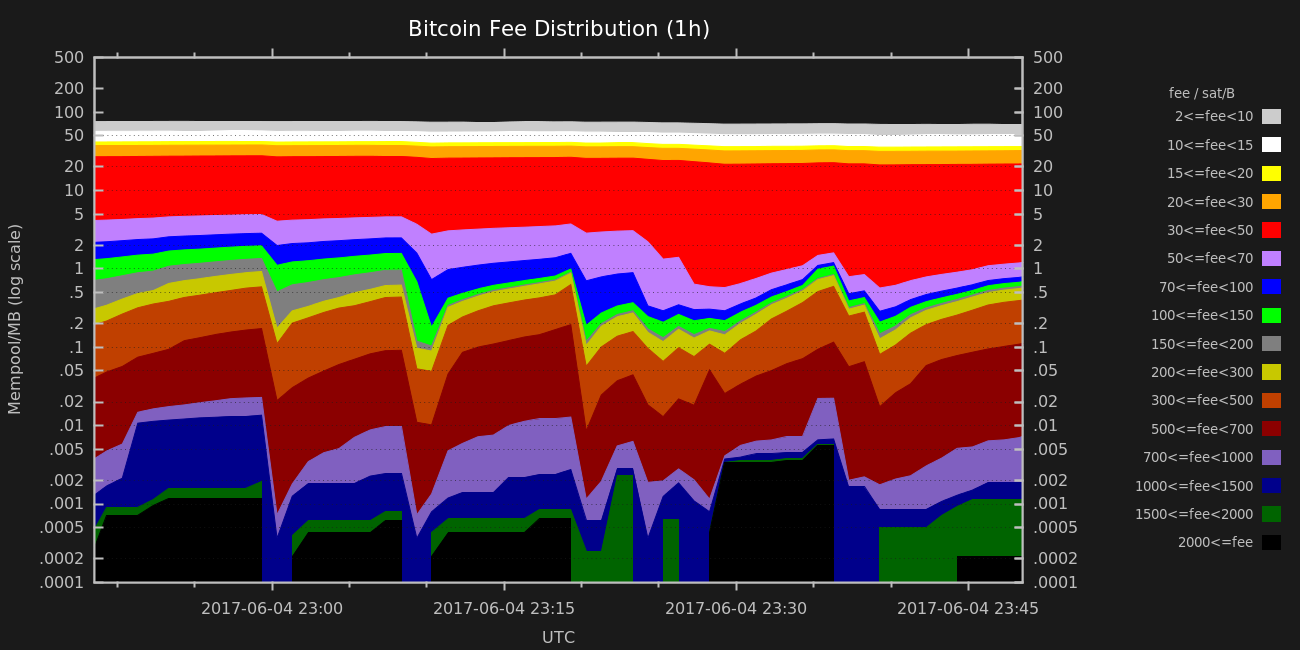 Bitcoin Fee Distribution (1h)
500 500
200 200
100 100
50 50
20 20
10 10
5 5
2 2
1 1
.5 .5
.2 .2
.1 .1
.05 .05
.02 .02
.01 .01
.005 .005
.002 .002
.001 .001
.0005 .0005
.0002 .0002
.0001 .0001
Mempool/MB (log scale)
2017-06-04 23:00 2017-06-04 23:15 2017-06-04 23:30 2017-06-04 23:45
UTC
fee / sat/B
2<=fee<10
10<=fee<15
15<=fee<20
20<=fee<30
30<=fee<50
50<=fee<70
70<=fee<100
100<=fee<150
150<=fee<200
200<=fee<300
300<=fee<500
500<=fee<700
700<=fee<1000
1000<=fee<1500
1500<=fee<2000
2000<=fee